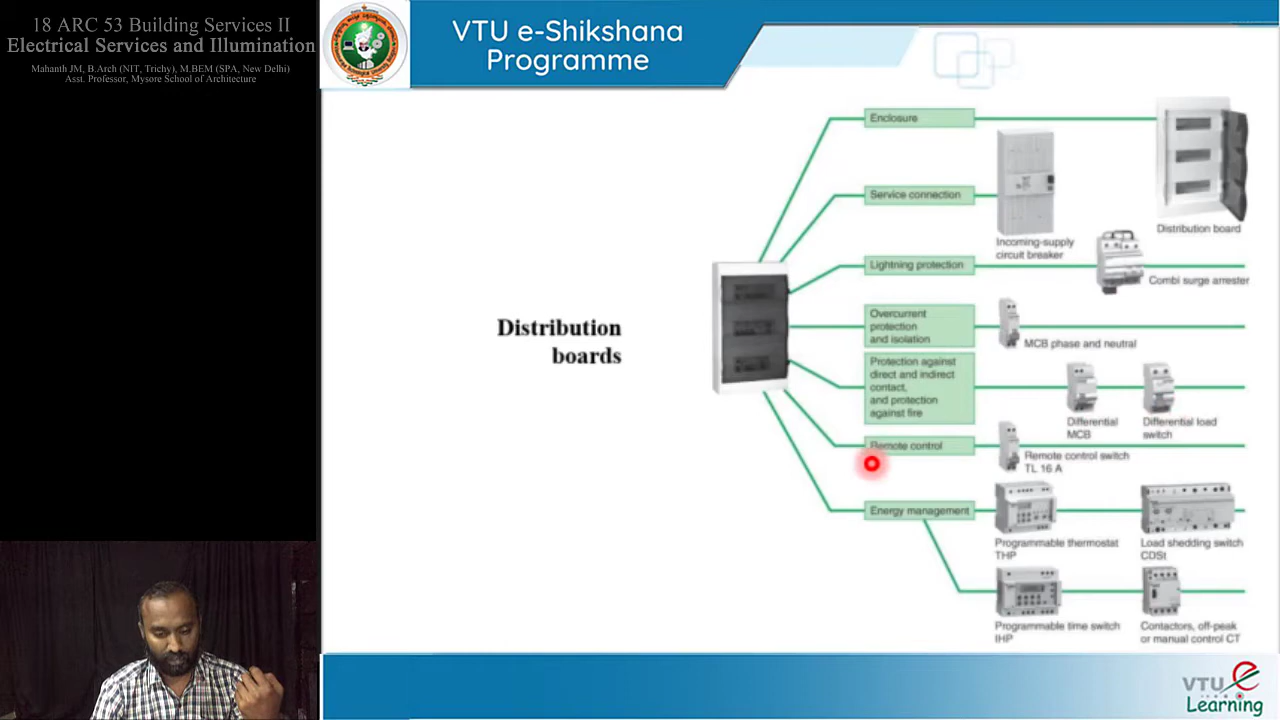 18 ARC 53 Building Services II
Electrical Services and Illumination
Mahanth JM, B.Arch (NIT, Trichy), M.BEM (SPA, New Delhi)
Asst. Professor, Mysore School of Architecture
VTU e-Shikshana
Programme
Distribution
boards
Enclosure
Distribution board
Service connection
Incoming-supply
circuit breaker
Lightning protection
Combi surge arrester
Overcurrent
protection
and isolation
MCB phase and neutral
Protection against
direct and indirect
contact,
and protection
against fire
Differential
MCB
Differential load
switch
Remote control
Remote control switch
TL 16 A
Energy management
Programmable thermostat
THP
Load shedding switch
CDSt
Programmable time switch
IHP
Contactors, off-peak
or manual control CT
VTU e
Learning